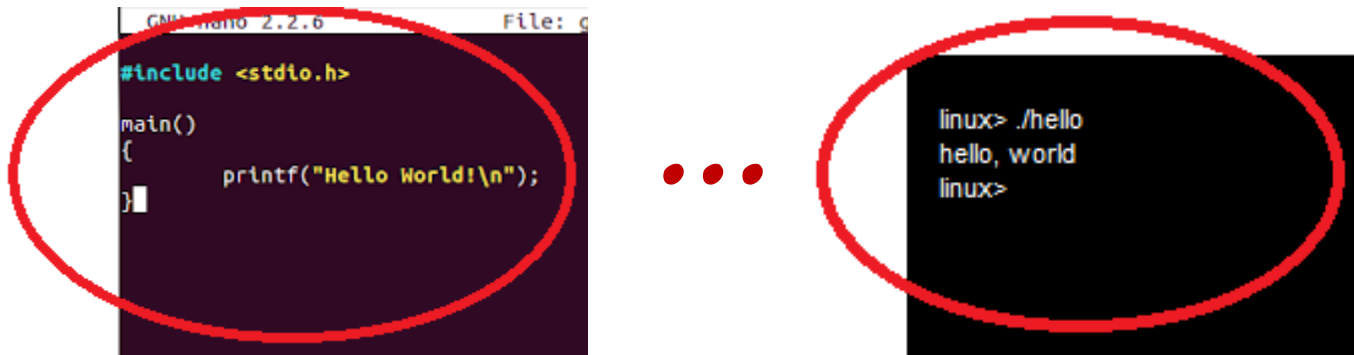 GNU nano 2.2.6 File: g
#include <stdio.h>
main()
{
printf("Hello World!\n");
}
...
linux> ./hello
hello, world
linux>